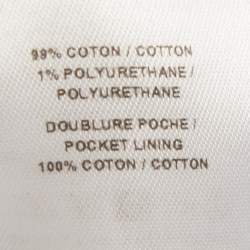 99% COTON / COTTON
1% POLYURETHANE /
POLYURETHANE
DOUBLURE POCHE /
POCKET LINING
100% COTON / COTTON